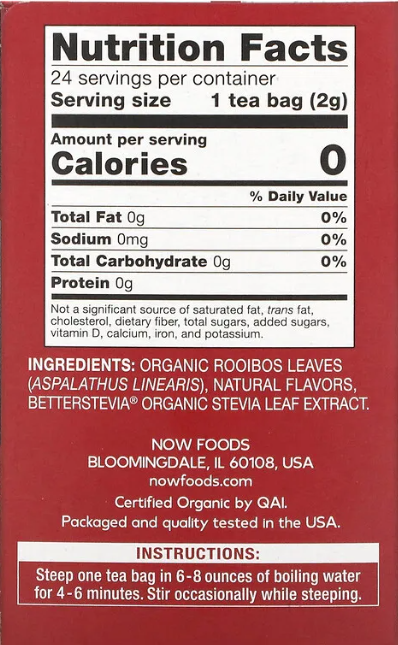 Nutrition Facts
24 servings per container
Serving size 1 tea bag (2g)
Amount per serving
Calories 0
% Daily Value
Total Fat 0g 0%
Sodium 0mg 0%
Total Carbohydrate 0g 0%
Protein 0g
Not a significant source of saturated fat, trans fat,
cholesterol, dietary fiber, total sugars, added sugars,
vitamin D, calcium, iron, and potassium.
INGREDIENTS: ORGANIC ROOIBOS LEAVES
(ASPALATHUS LINEARIS), NATURAL FLAVORS,
BETTERSTEVIA® ORGANIC STEVIA LEAF EXTRACT.
NOW FOODS
BLOOMINGDALE, IL 60108, USA
nowfoods.com
Certified Organic by QAI.
Packaged and quality tested in the USA.
INSTRUCTIONS:
Steep one tea bag in 6-8 ounces of boiling water
for 4-6 minutes. Stir occasionally while steeping.